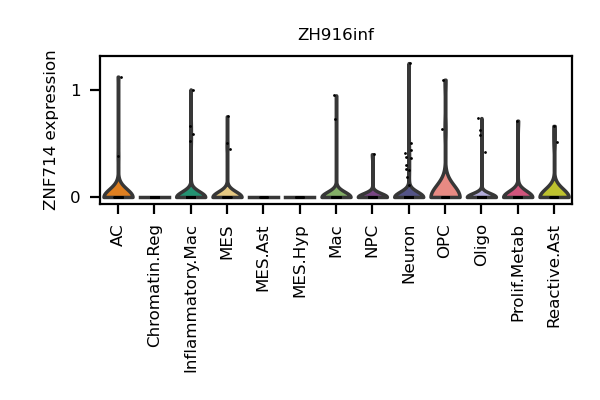 ZH916inf
ZNF714 expression
1
0
AC
Chromatin.Reg
Inflammatory.Mac
MES
MES.Ast
MES.Hyp
Mac
NPC
Neuron
OPC
Oligo
Prolif.Metab
Reactive.Ast